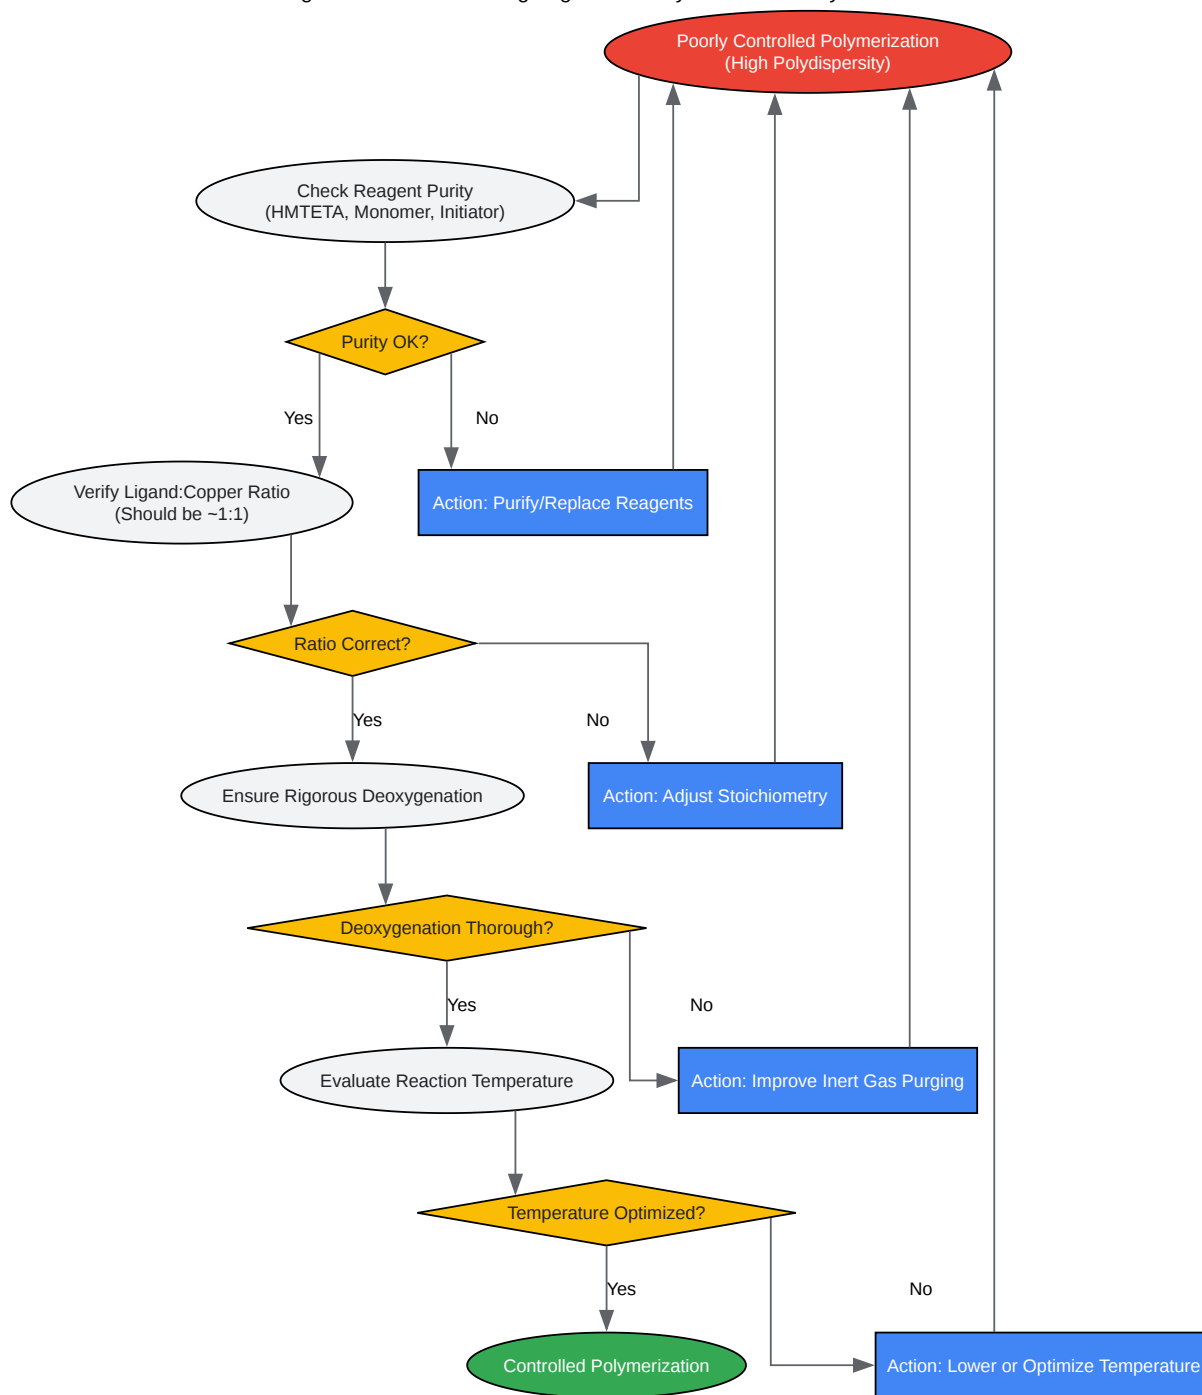 Poorly Controlled Polymerization
(High Polydispersity)
Check Reagent Purity
(HMTETA, Monomer, Initiator)
Purity OK?
Yes
No
Verify Ligand:Copper Ratio
(Should be ~1:1)
Action: Purify/Replace Reagents
Ratio Correct?
Yes
No
Ensure Rigorous Deoxygenation
Action: Adjust Stoichiometry
Deoxygenation Thorough?
Yes
No
Evaluate Reaction Temperature
Action: Improve Inert Gas Purging
Temperature Optimized?
Yes
No
Controlled Polymerization
Action: Lower or Optimize Temperature